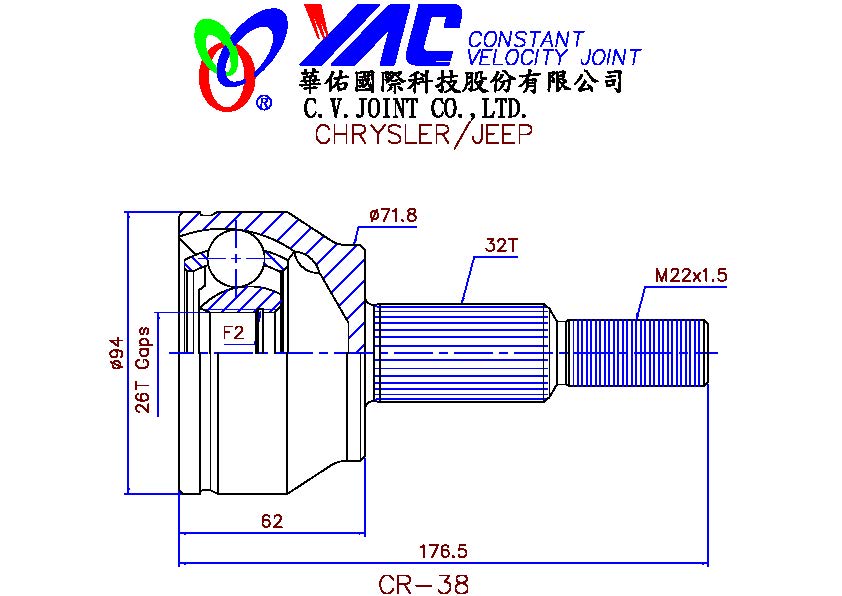 YAC CONSTANT
VELOCITY JOINT
®
華佑國際科技股份有限公司
C.V.JOINT CO.,LTD.
CHRYSLER/JEEP
ø71.8
32T
M22x1.5
F2
ø94
26T Gaps
62
176.5
CR-38